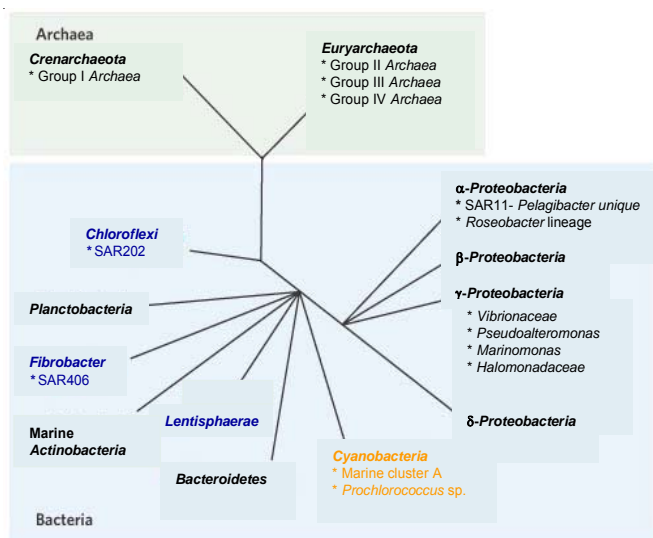 Archaea
Crenarchaeota
* Group I Archaea
Euryarchaeota
* Group II Archaea
* Group III Archaea
* Group IV Archaea
α-Proteobacteria
* SAR11- Pelagibacter unique
* Roseobacter lineage
Chloroflexi
* SAR202
β-Proteobacteria
γ-Proteobacteria
* Vibrionaceae
* Pseudoalteromonas
* Marinomonas
* Halomonadaceae
Planctobacteria
Fibrobacter
* SAR406
Lentisphaerae
δ-Proteobacteria
Marine
Actinobacteria
Cyanobacteria
* Marine cluster A
* Prochlorococcus sp.
Bacteroidetes
Bacteria